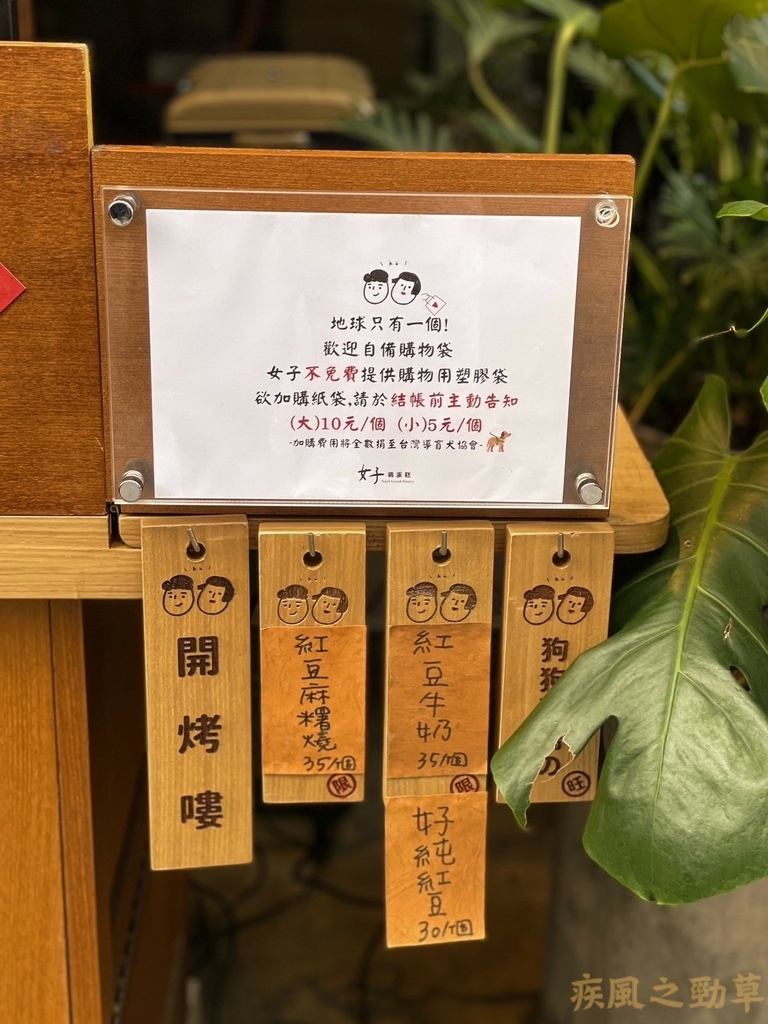 地球只有一個!
歡迎自備購物袋
女子不免費提供購物用塑膠袋
欲加購紙袋,請於結帳前主動告知
(大)10元/個 (小)5元/個
-加購費用將全數捐至台灣導盲犬協會-
女子雞蛋糕
開烤嘍
紅豆麻糬燒
35/個
限
紅豆牛奶
35/個
限
好純紅豆
30/個
狗狗
の
旺
疾風之勁草